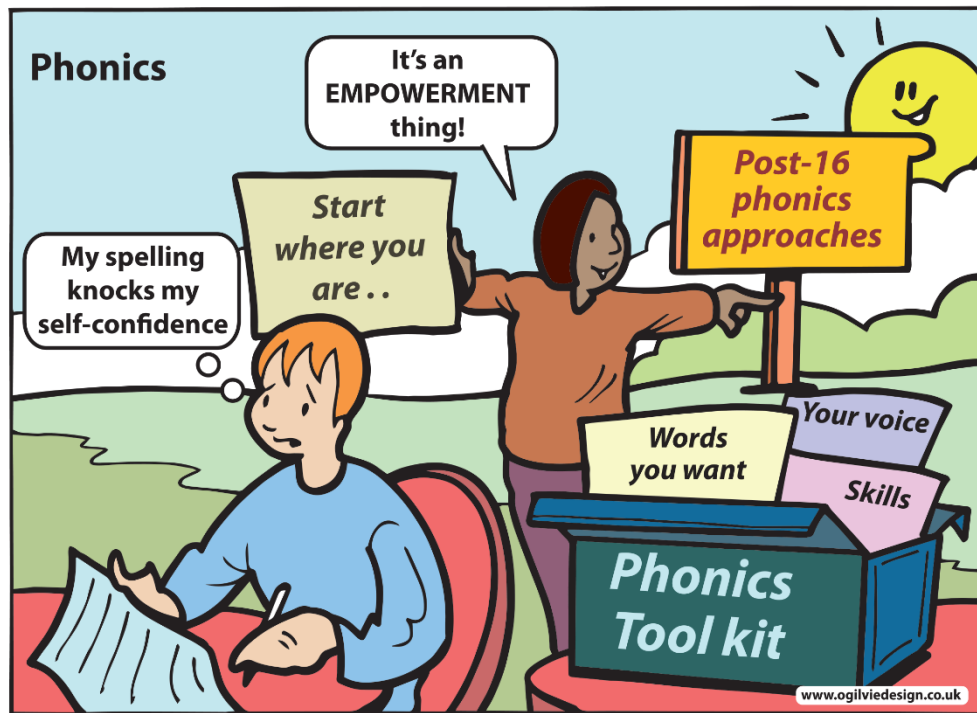 Phonics
It's an
EMPOWERMENT
thing!
Post-16
phonics
approaches
Start
where you
are . .
My spelling
knocks my
self-confidence
Words
you want
Your voice
Skills
Phonics
Tool kit
www.ogilviedesign.co.uk